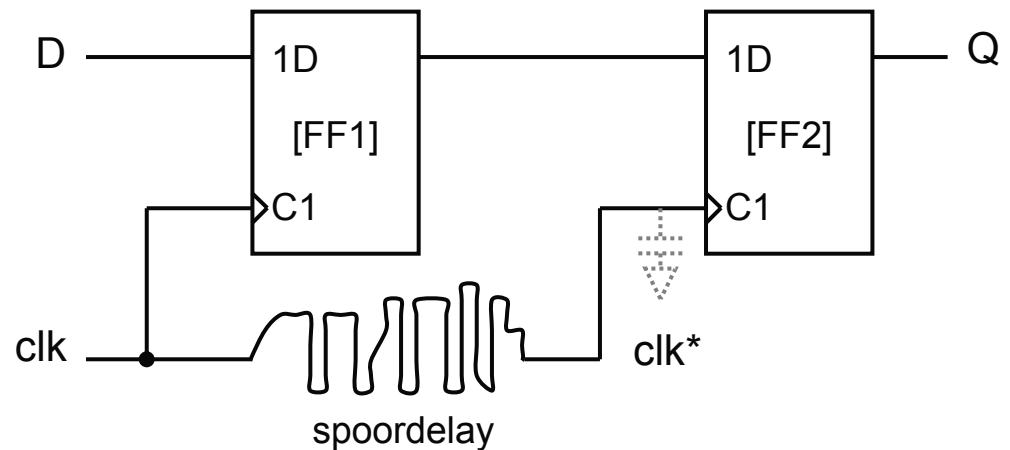 D
1D
1D
Q
[FF1]
[FF2]
C1
C1
clk
clk*
spoordelay